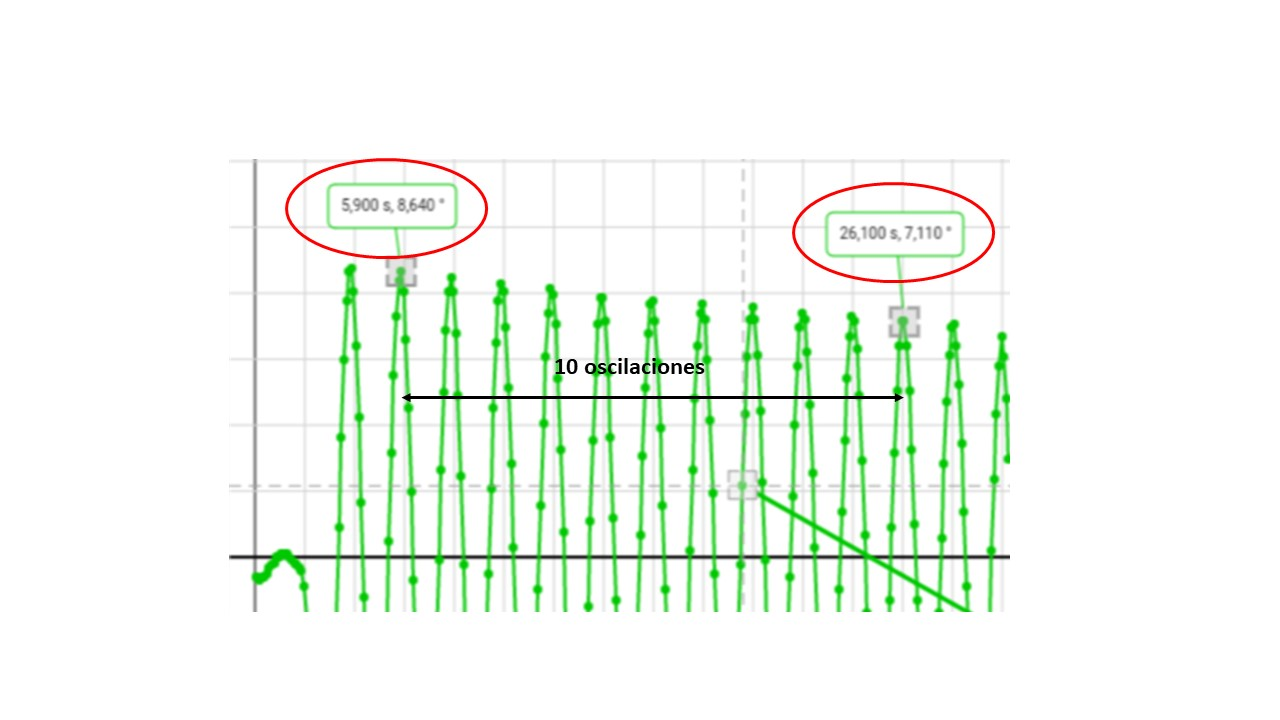 5,900 s, 8,640 °
26,100 s, 7,110 °
10 oscilaciones